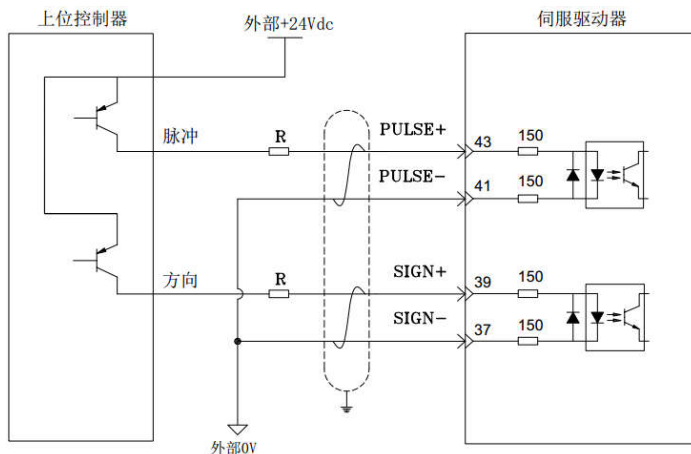 上位控制器
外部+24Vdc
伺服驱动器
脉冲
R
PULSE+
43
150
PULSE-
41
150
方向
R
SIGN+
39
150
SIGN-
37
150
外部0V